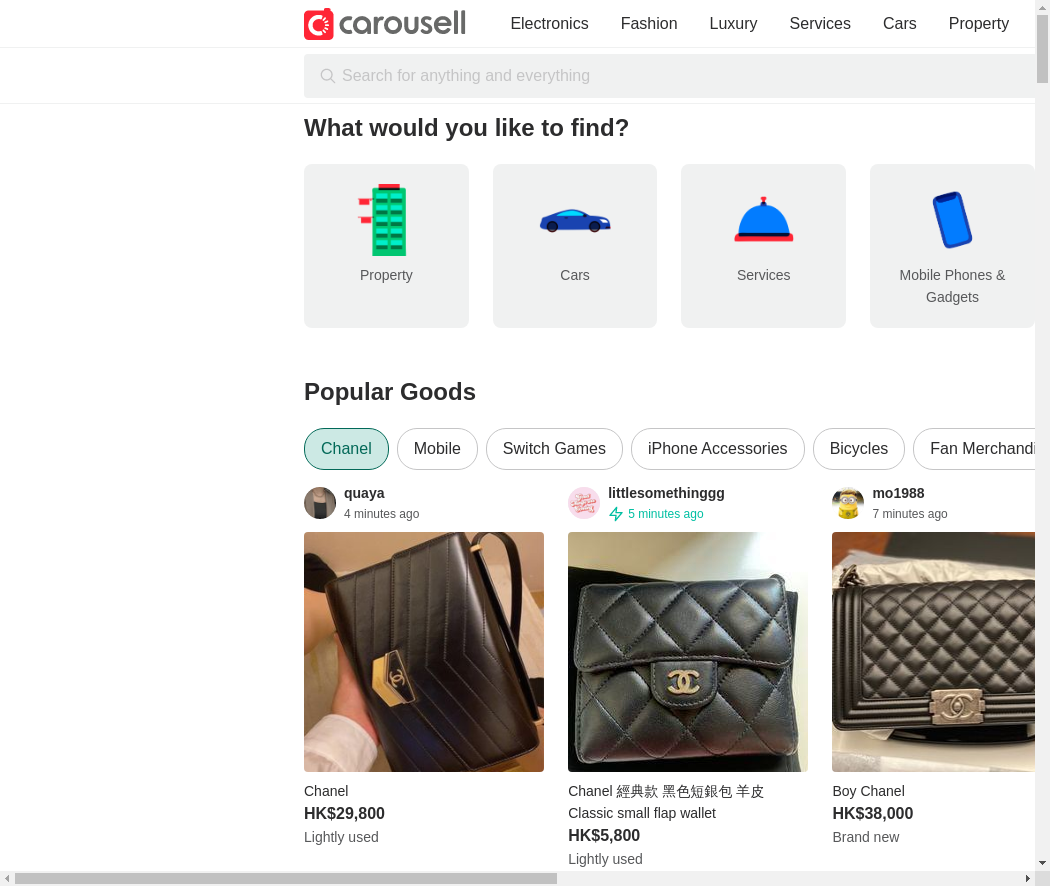 carousell
Electronics
Fashion
Luxury
Services
Cars
Property
Search for anything and everything
What would you like to find?
Property
Cars
Services
Mobile Phones &
Gadgets
Popular Goods
Chanel
Mobile
Switch Games
iPhone Accessories
Bicycles
Fan Merchandi
quaya
4 minutes ago
littlesomethinggg
5 minutes ago
mo1988
7 minutes ago
Chanel
HK$29,800
Lightly used
Chanel 經典款 黑色短銀包 羊皮
Classic small flap wallet
HK$5,800
Lightly used
Boy Chanel
HK$38,000
Brand new